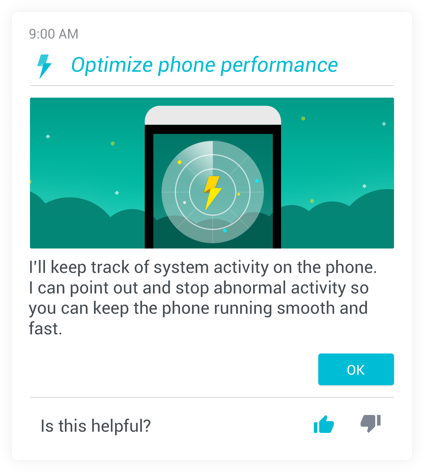 9:00 AM
Optimize phone performance
I'll keep track of system activity on the phone.
I can point out and stop abnormal activity so
you can keep the phone running smooth and
fast.
OK
Is this helpful?